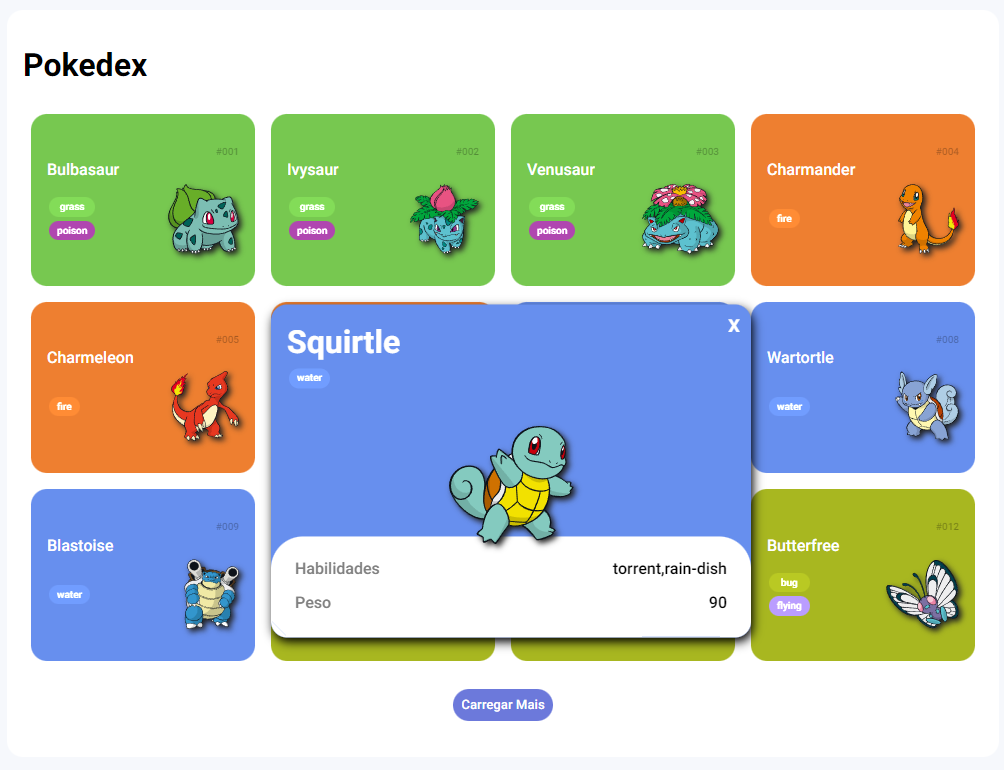 Pokedex
#001
Bulbasaur
grass
poison
#002
Ivysaur
grass
poison
#003
Venusaur
grass
poison
#004
Charmander
fire
#005
Charmeleon
fire
Squirtle
x
water
Habilidades torrent,rain-dish
Peso 90
#008
Wartortle
water
#009
Blastoise
water
#012
Butterfree
bug
flying
Carregar Mais